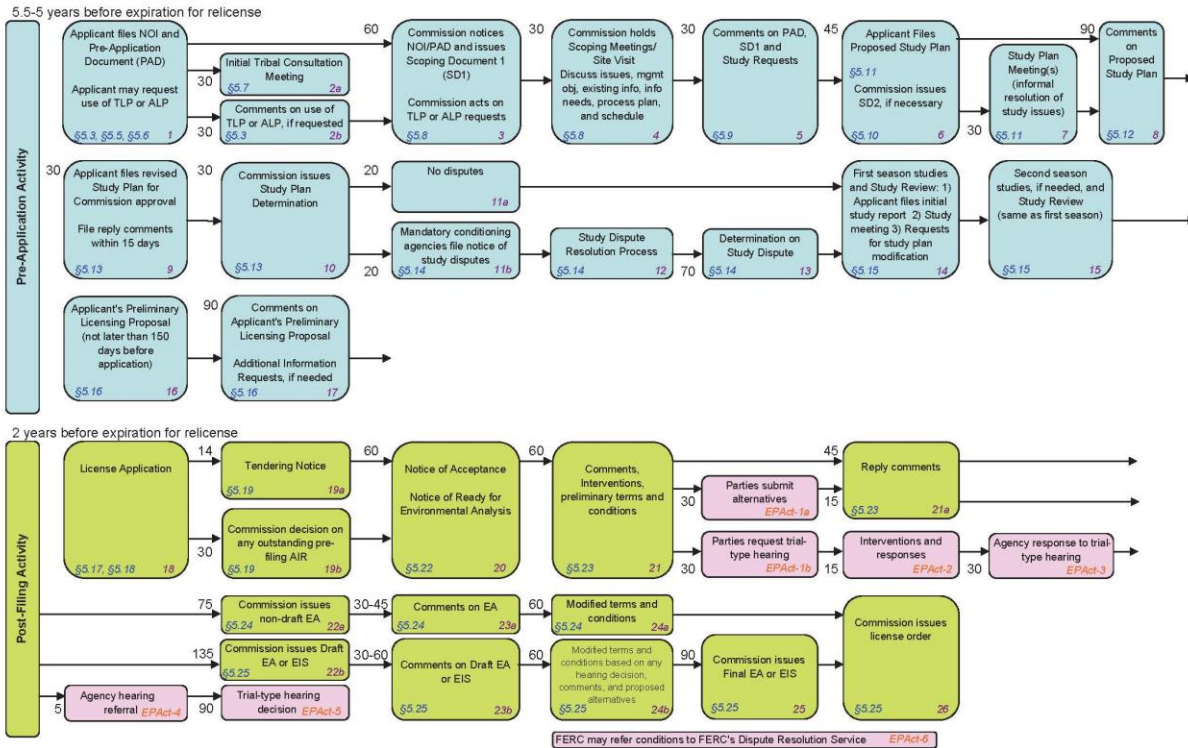 5.5-5 years before expiration for relicense
Pre-Application Activity
Applicant files NOI and
Pre-Application
Document (PAD)
Applicant may request
use of TLP or ALP
§5.3, §5.5, §5.6 1
30
Initial Tribal Consultation
Meeting
§5.7 2a
30
Comments on use of
TLP or ALP, if requested
§5.3 2b
60
Commission notices
NOI/PAD and issues
Scoping Document 1
(SD1)
Commission acts on
TLP or ALP requests
§5.8 3
30
Commission holds
Scoping Meetings/
Site Visit
Discuss issues, mgmt
obj, existing info, info
needs, process plan,
and schedule
§5.8 4
30
Comments on PAD,
SD1 and
Study Requests
§5.9 5
45
Applicant Files
Proposed Study Plan
§5.11
Commission issues
SD2, if necessary
§5.10 6
30
Study Plan
Meeting(s)
(informal
resolution of
study issues)
§5.11 7
90
Comments
on
Proposed
Study Plan
§5.12 8
30
Applicant files revised
Study Plan for
Commission approval
File reply comments
within 15 days
§5.13 9
30
Commission issues
Study Plan
Determination
§5.13 10
20
No disputes
11a
20
Mandatory conditioning
agencies file notice of
study disputes
§5.14 11b
Study Dispute
Resolution Process
§5.14 12
70
Determination on
Study Dispute
§5.14 13
First season studies
and Study Review: 1)
Applicant files initial
study report 2) Study
meeting 3) Requests
for study plan
modification
§5.15 14
Second season
studies, if needed, and
Study Review
(same as first season)
§5.15 15
Applicant's Preliminary
Licensing Proposal
(not later than 150
days before
application)
§5.16 16
90
Comments on
Applicant's Preliminary
Licensing Proposal
Additional Information
Requests, if needed
§5.16 17
2 years before expiration for relicense
Post-Filing Activity
License Application
§5.17, §5.18 18
14
Tendering Notice
§5.19 19a
30
Commission decision on
any outstanding pre-
filing AIR
§5.19 19b
60
Notice of Acceptance
Notice of Ready for
Environmental Analysis
§5.22 20
60
Comments,
Interventions,
preliminary terms and
conditions
§5.23 21
30
Parties submit
alternatives
EPAct-1a
15
45
Reply comments
§5.23 21a
30
Parties request trial-
type hearing
EPAct-1b
15
Interventions and
responses
EPAct-2
30
Agency response to trial-
type hearing
EPAct-3
75
Commission issues
non-draft EA
§5.24 22a
30-45
Comments on EA
§5.24 23a
60
Modified terms and
conditions
§5.24 24a
135
Commission issues Draft
EA or EIS
§5.25 22b
30-60
Comments on Draft EA
or EIS
§5.25 23b
60
Modified terms and
conditions based on any
hearing decision,
comments, and proposed
alternatives
§5.25 24b
90
Commission issues
Final EA or EIS
§5.25 25
Commission issues
license order
§5.25 26
5
Agency hearing
referral
EPAct-4
90
Trial-type hearing
decision
EPAct-5
FERC may refer conditions to FERC's Dispute Resolution Service EPAct-6